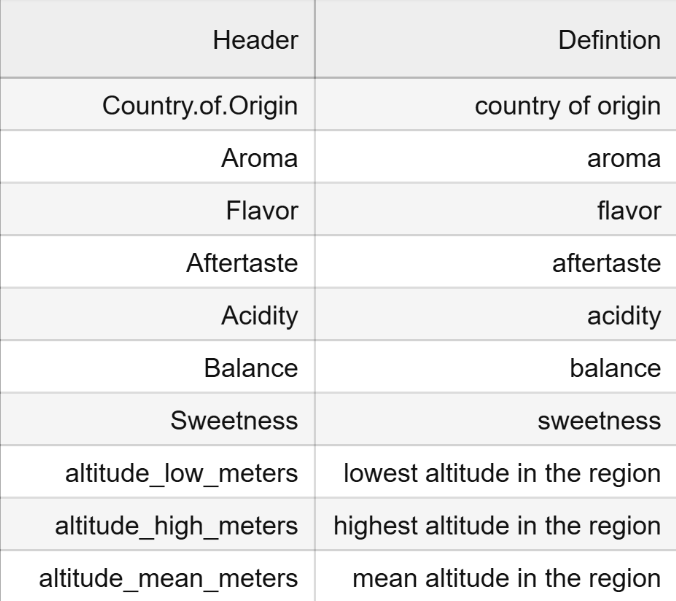 Header Defintion
Country.of.Origin country of origin
Aroma aroma
Flavor flavor
Aftertaste aftertaste
Acidity acidity
Balance balance
Sweetness sweetness
altitude_low_meters lowest altitude in the region
altitude_high_meters highest altitude in the region
altitude_mean_meters mean altitude in the region